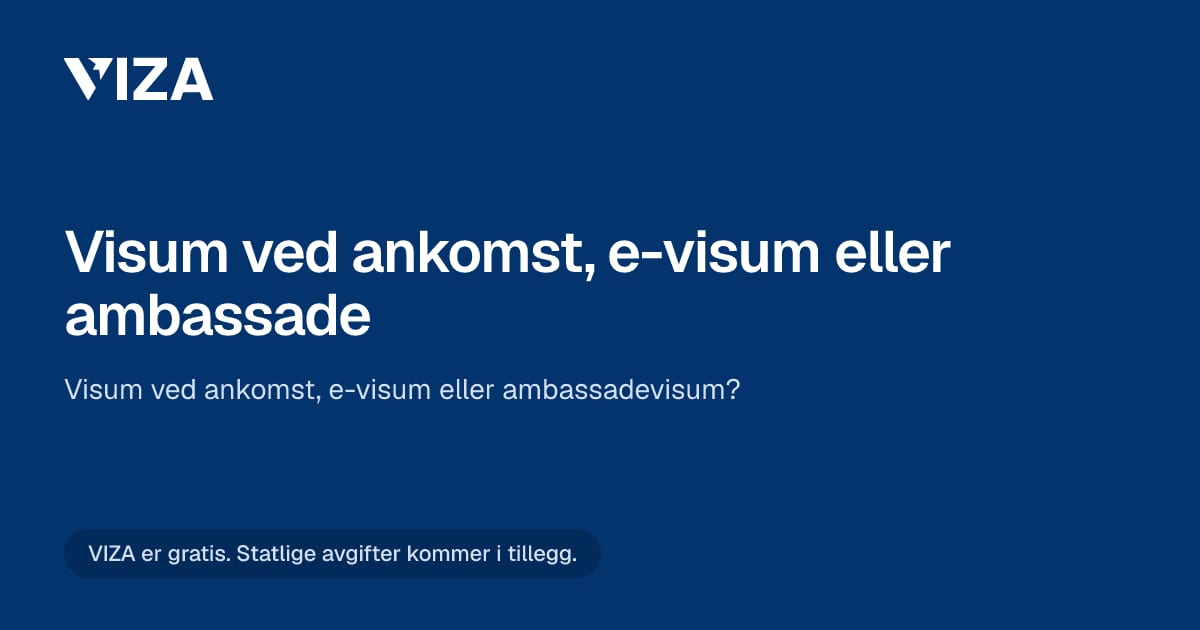 VIZA
Visum ved ankomst, e-visum eller
ambassade
Visum ved ankomst, e-visum eller ambassadevisum?
VIZA er gratis. Statlige avgifter kommer i tillegg.